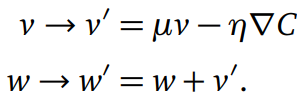 v → v′ = μv − η∇C
w → w′ = w + v′.